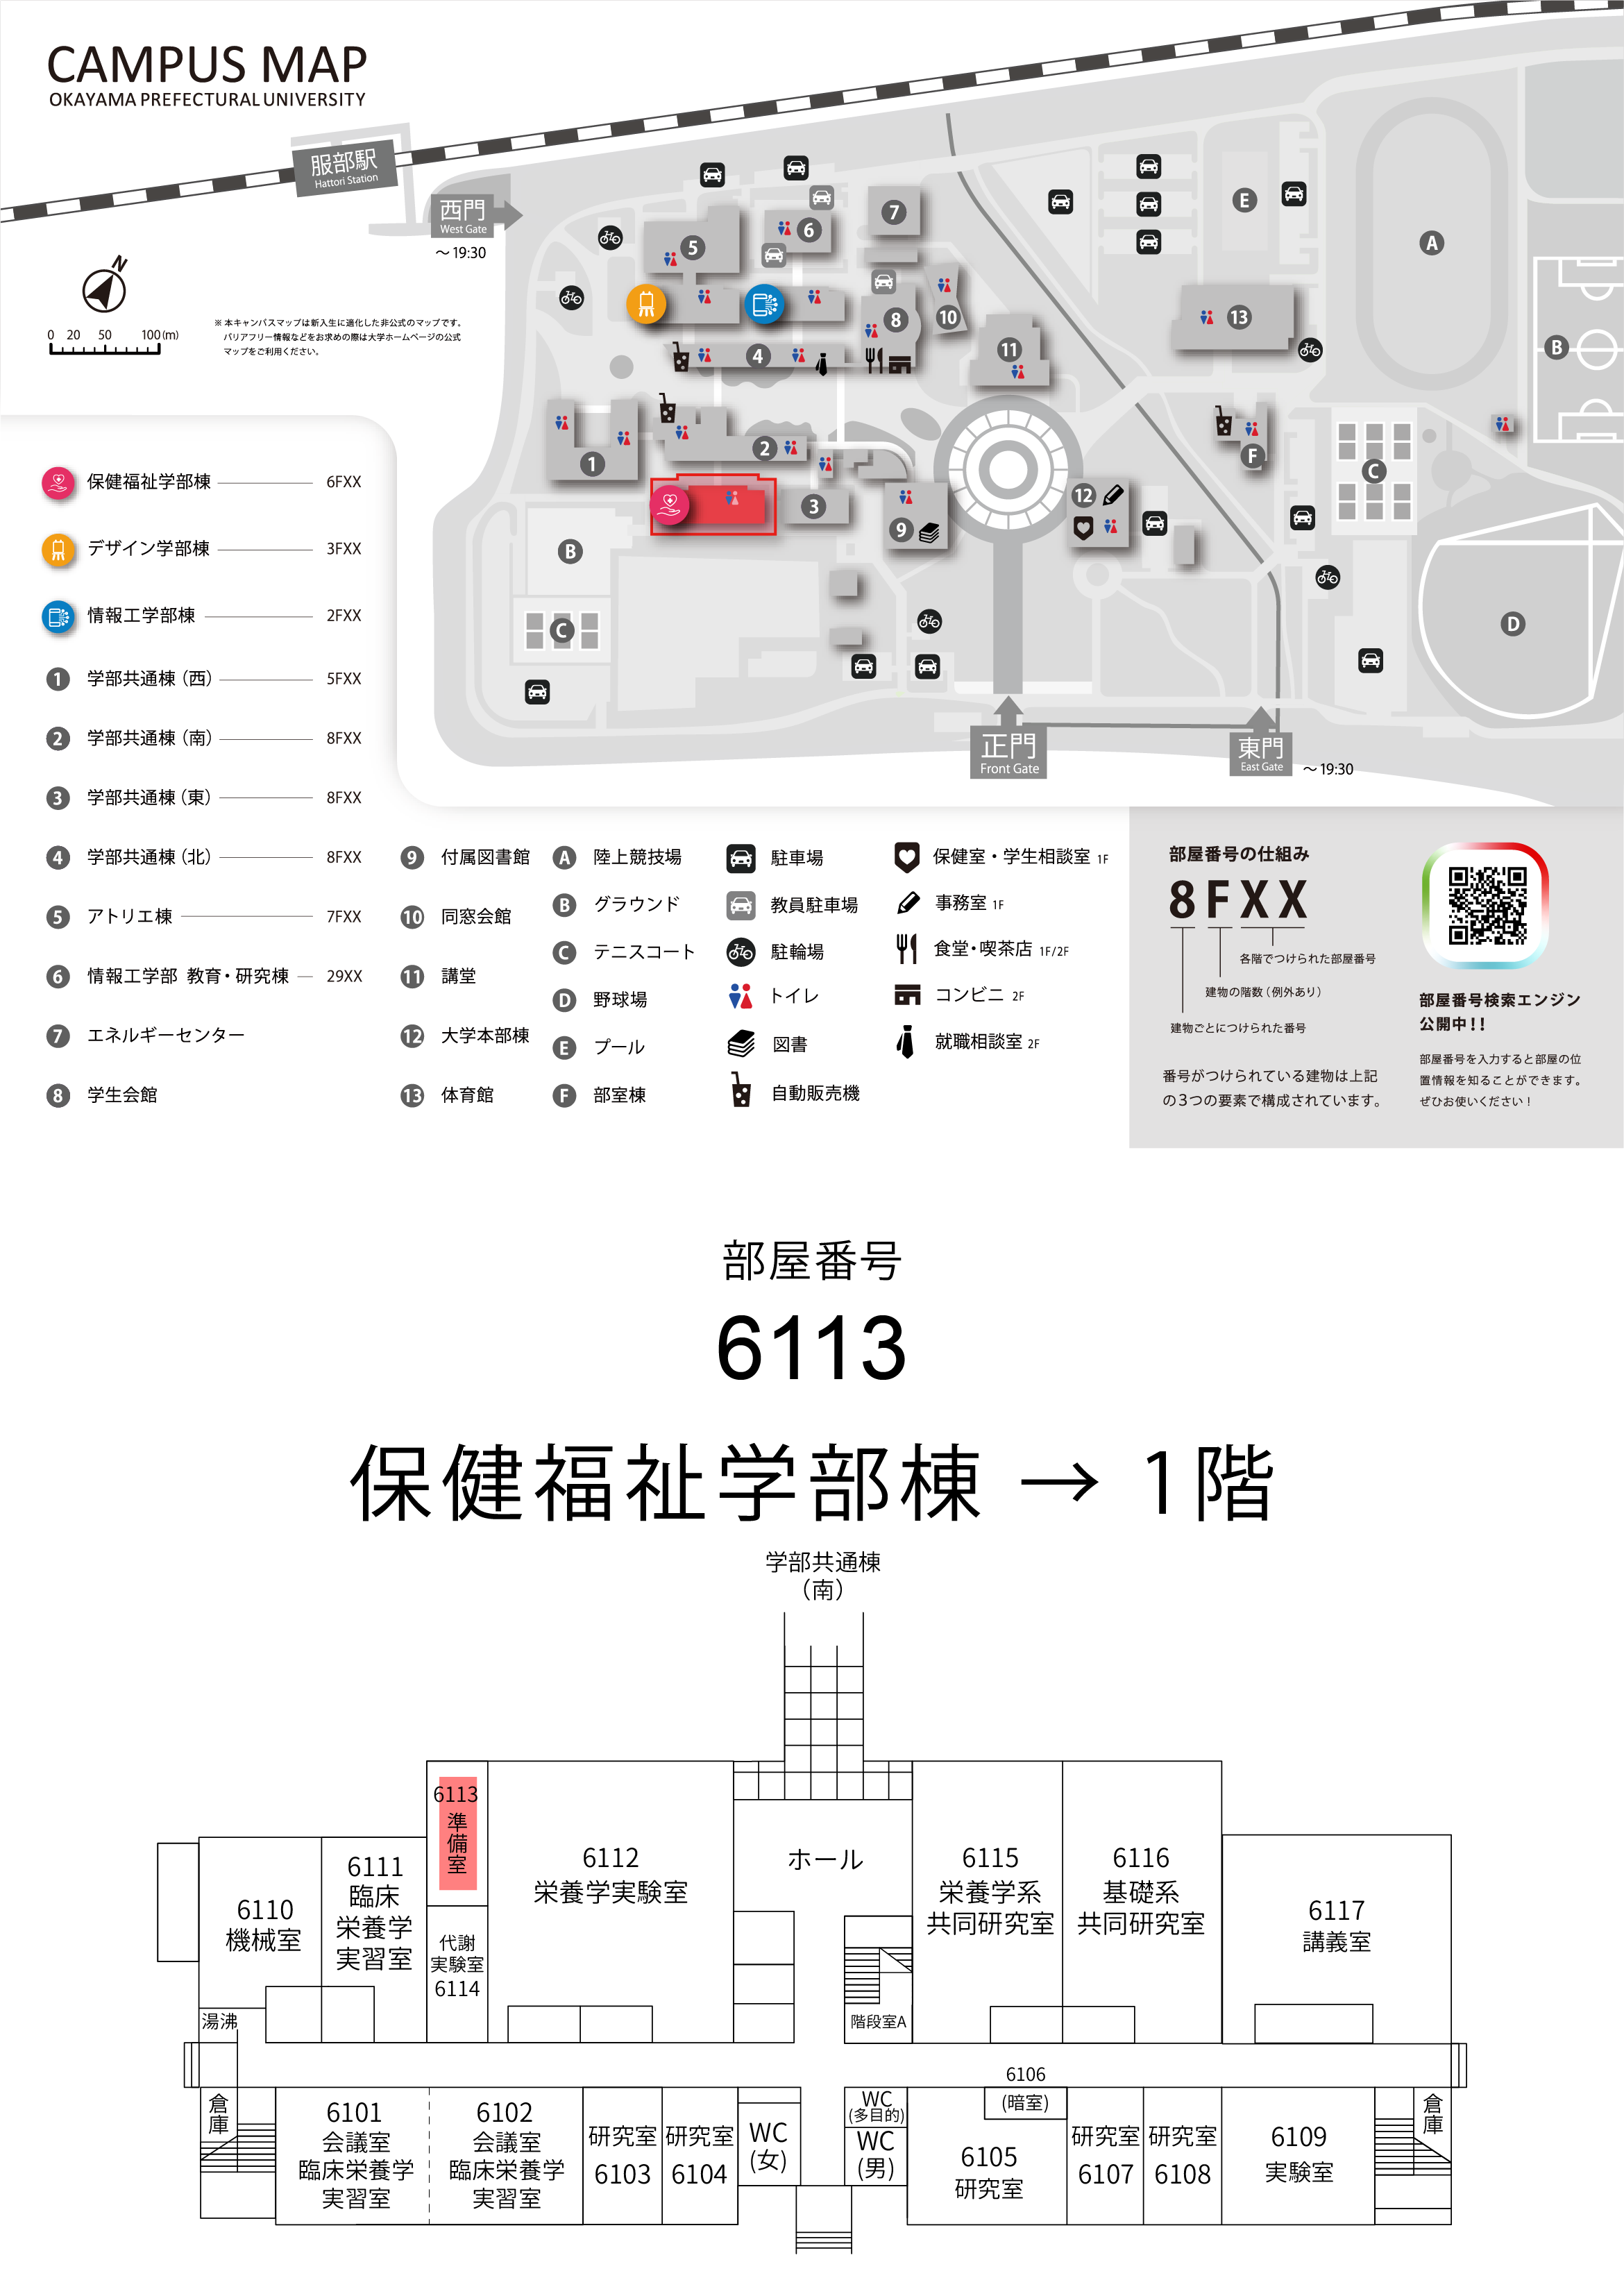 CAMPUS MAP
OKAYAMA PREFECTURAL UNIVERSITY
服部駅
Hattori Station
西門
West Gate
～19:30
N
0 20 50 100(m)
※ 本キャンパスマップは新入生に適化した非公式のマップです。
バリアフリー情報などをお求めの際は大学ホームページの公式
マップをご利用ください。
7
6
5
E
A
8
10
13
11
4
B
2
1
F
C
3
12
9
B
C
D
正門
Front Gate
東門
East Gate
～19:30
保健福祉学部棟 6FXX
デザイン学部棟 3FXX
情報工学部棟 2FXX
1 学部共通棟（西） 5FXX
2 学部共通棟（南） 8FXX
3 学部共通棟（東） 8FXX
4 学部共通棟（北） 8FXX
5 アトリエ棟 7FXX
6 情報工学部 教育・研究棟 29XX
7 エネルギーセンター
8 学生会館
9 付属図書館
10 同窓会館
11 講堂
12 大学本部棟
13 体育館
A 陸上競技場
B グラウンド
C テニスコート
D 野球場
E プール
F 部室棟
駐車場
教員駐車場
駐輪場
トイレ
図書
自動販売機
保健室・学生相談室 1F
事務室 1F
食堂・喫茶店 1F/2F
コンビニ 2F
就職相談室 2F
部屋番号の仕組み
8FXX
各階でつけられた部屋番号
建物の階数（例外あり）
建物ごとにつけられた番号
番号がつけられている建物は上記
の3つの要素で構成されています。
部屋番号検索エンジン
公開中！！
部屋番号を入力すると部屋の位
置情報を知ることができます。
ぜひお使いください！
部屋番号
6113
保健福祉学部棟 → 1階
学部共通棟
（南）
6113
準備室
6110
機械室
6111
臨床
栄養学
実習室
代謝
実験室
6114
6112
栄養学実験室
ホール
6115
栄養学系
共同研究室
6116
基礎系
共同研究室
6117
講義室
湯沸
階段室A
倉庫
6101
会議室
臨床栄養学
実習室
6102
会議室
臨床栄養学
実習室
研究室
6103
研究室
6104
WC
(女)
WC
(多目的)
WC
(男)
6106
(暗室)
6105
研究室
研究室
6107
研究室
6108
6109
実験室
倉庫